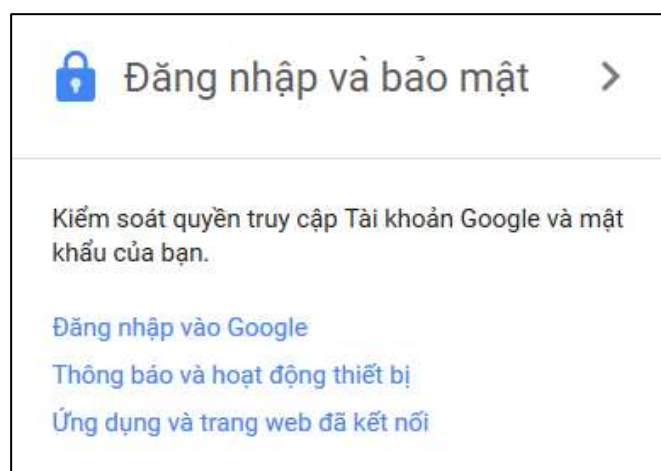 Đăng nhập và bảo mật
Kiểm soát quyền truy cập Tài khoản Google và mật
khẩu của bạn.
Đăng nhập vào Google
Thông báo và hoạt động thiết bị
Ứng dụng và trang web đã kết nối